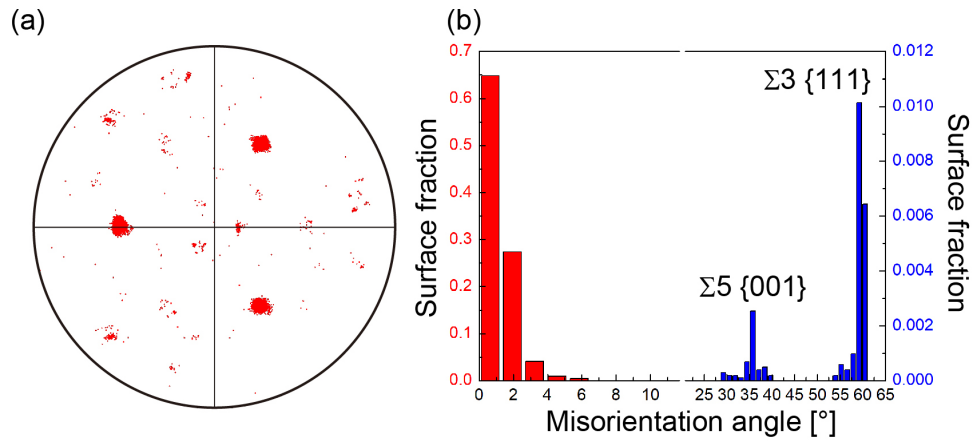 (a)
(b)
0.7
0.6
0.5
0.4
0.3
0.2
0.1
0.0
Surface fraction
Σ3 {111}
Σ5 {001}
0.012
0.010
0.008
0.006
0.004
0.002
0.000
Surface fraction
0 2 4 6 8 10 25 30 35 40 45 50 55 60 65
Misorientation angle [°]